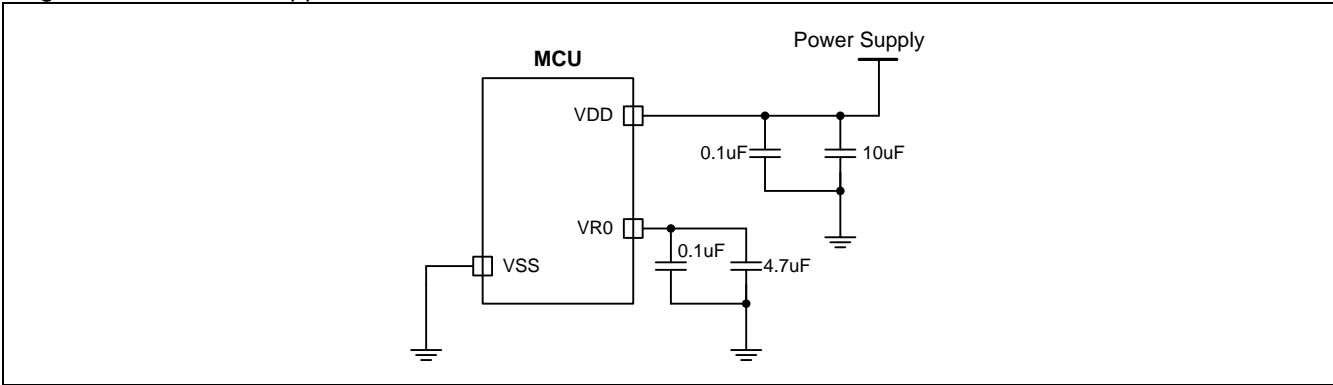 Power Supply
MCU
VDD
0.1uF
10uF
VR0
0.1uF
4.7uF
VSS